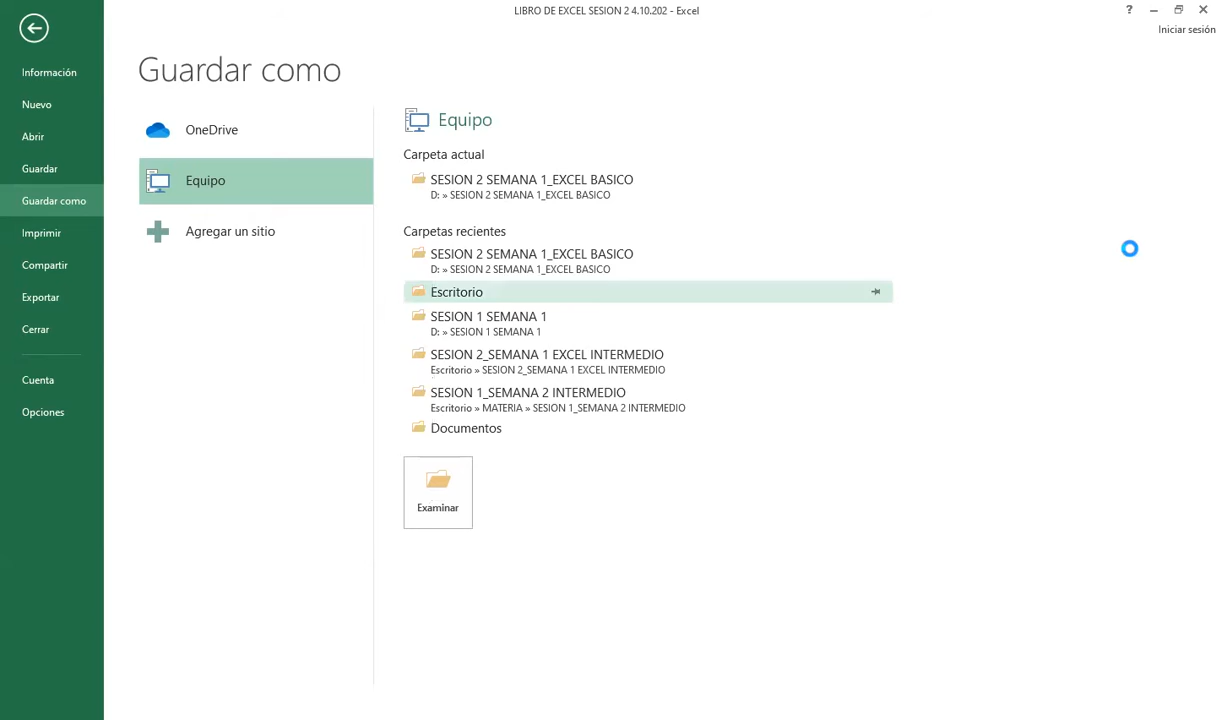 LIBRO DE EXCEL SESION 2 4.10.202 - Excel
?
Iniciar sesión
Información
Nuevo
Abrir
Guardar
Guardar como
Imprimir
Compartir
Exportar
Cerrar
Cuenta
Opciones
Guardar como
OneDrive
Equipo
Agregar un sitio
Equipo
Carpeta actual
SESION 2 SEMANA 1_EXCEL BASICO
D: » SESION 2 SEMANA 1_EXCEL BASICO
Carpetas recientes
SESION 2 SEMANA 1_EXCEL BASICO
D: » SESION 2 SEMANA 1_EXCEL BASICO
Escritorio
SESION 1 SEMANA 1
D: » SESION 1 SEMANA 1
SESION 2_SEMANA 1 EXCEL INTERMEDIO
Escritorio » SESION 2_SEMANA 1 EXCEL INTERMEDIO
SESION 1_SEMANA 2 INTERMEDIO
Escritorio » MATERIA » SESION 1_SEMANA 2 INTERMEDIO
Documentos
Examinar